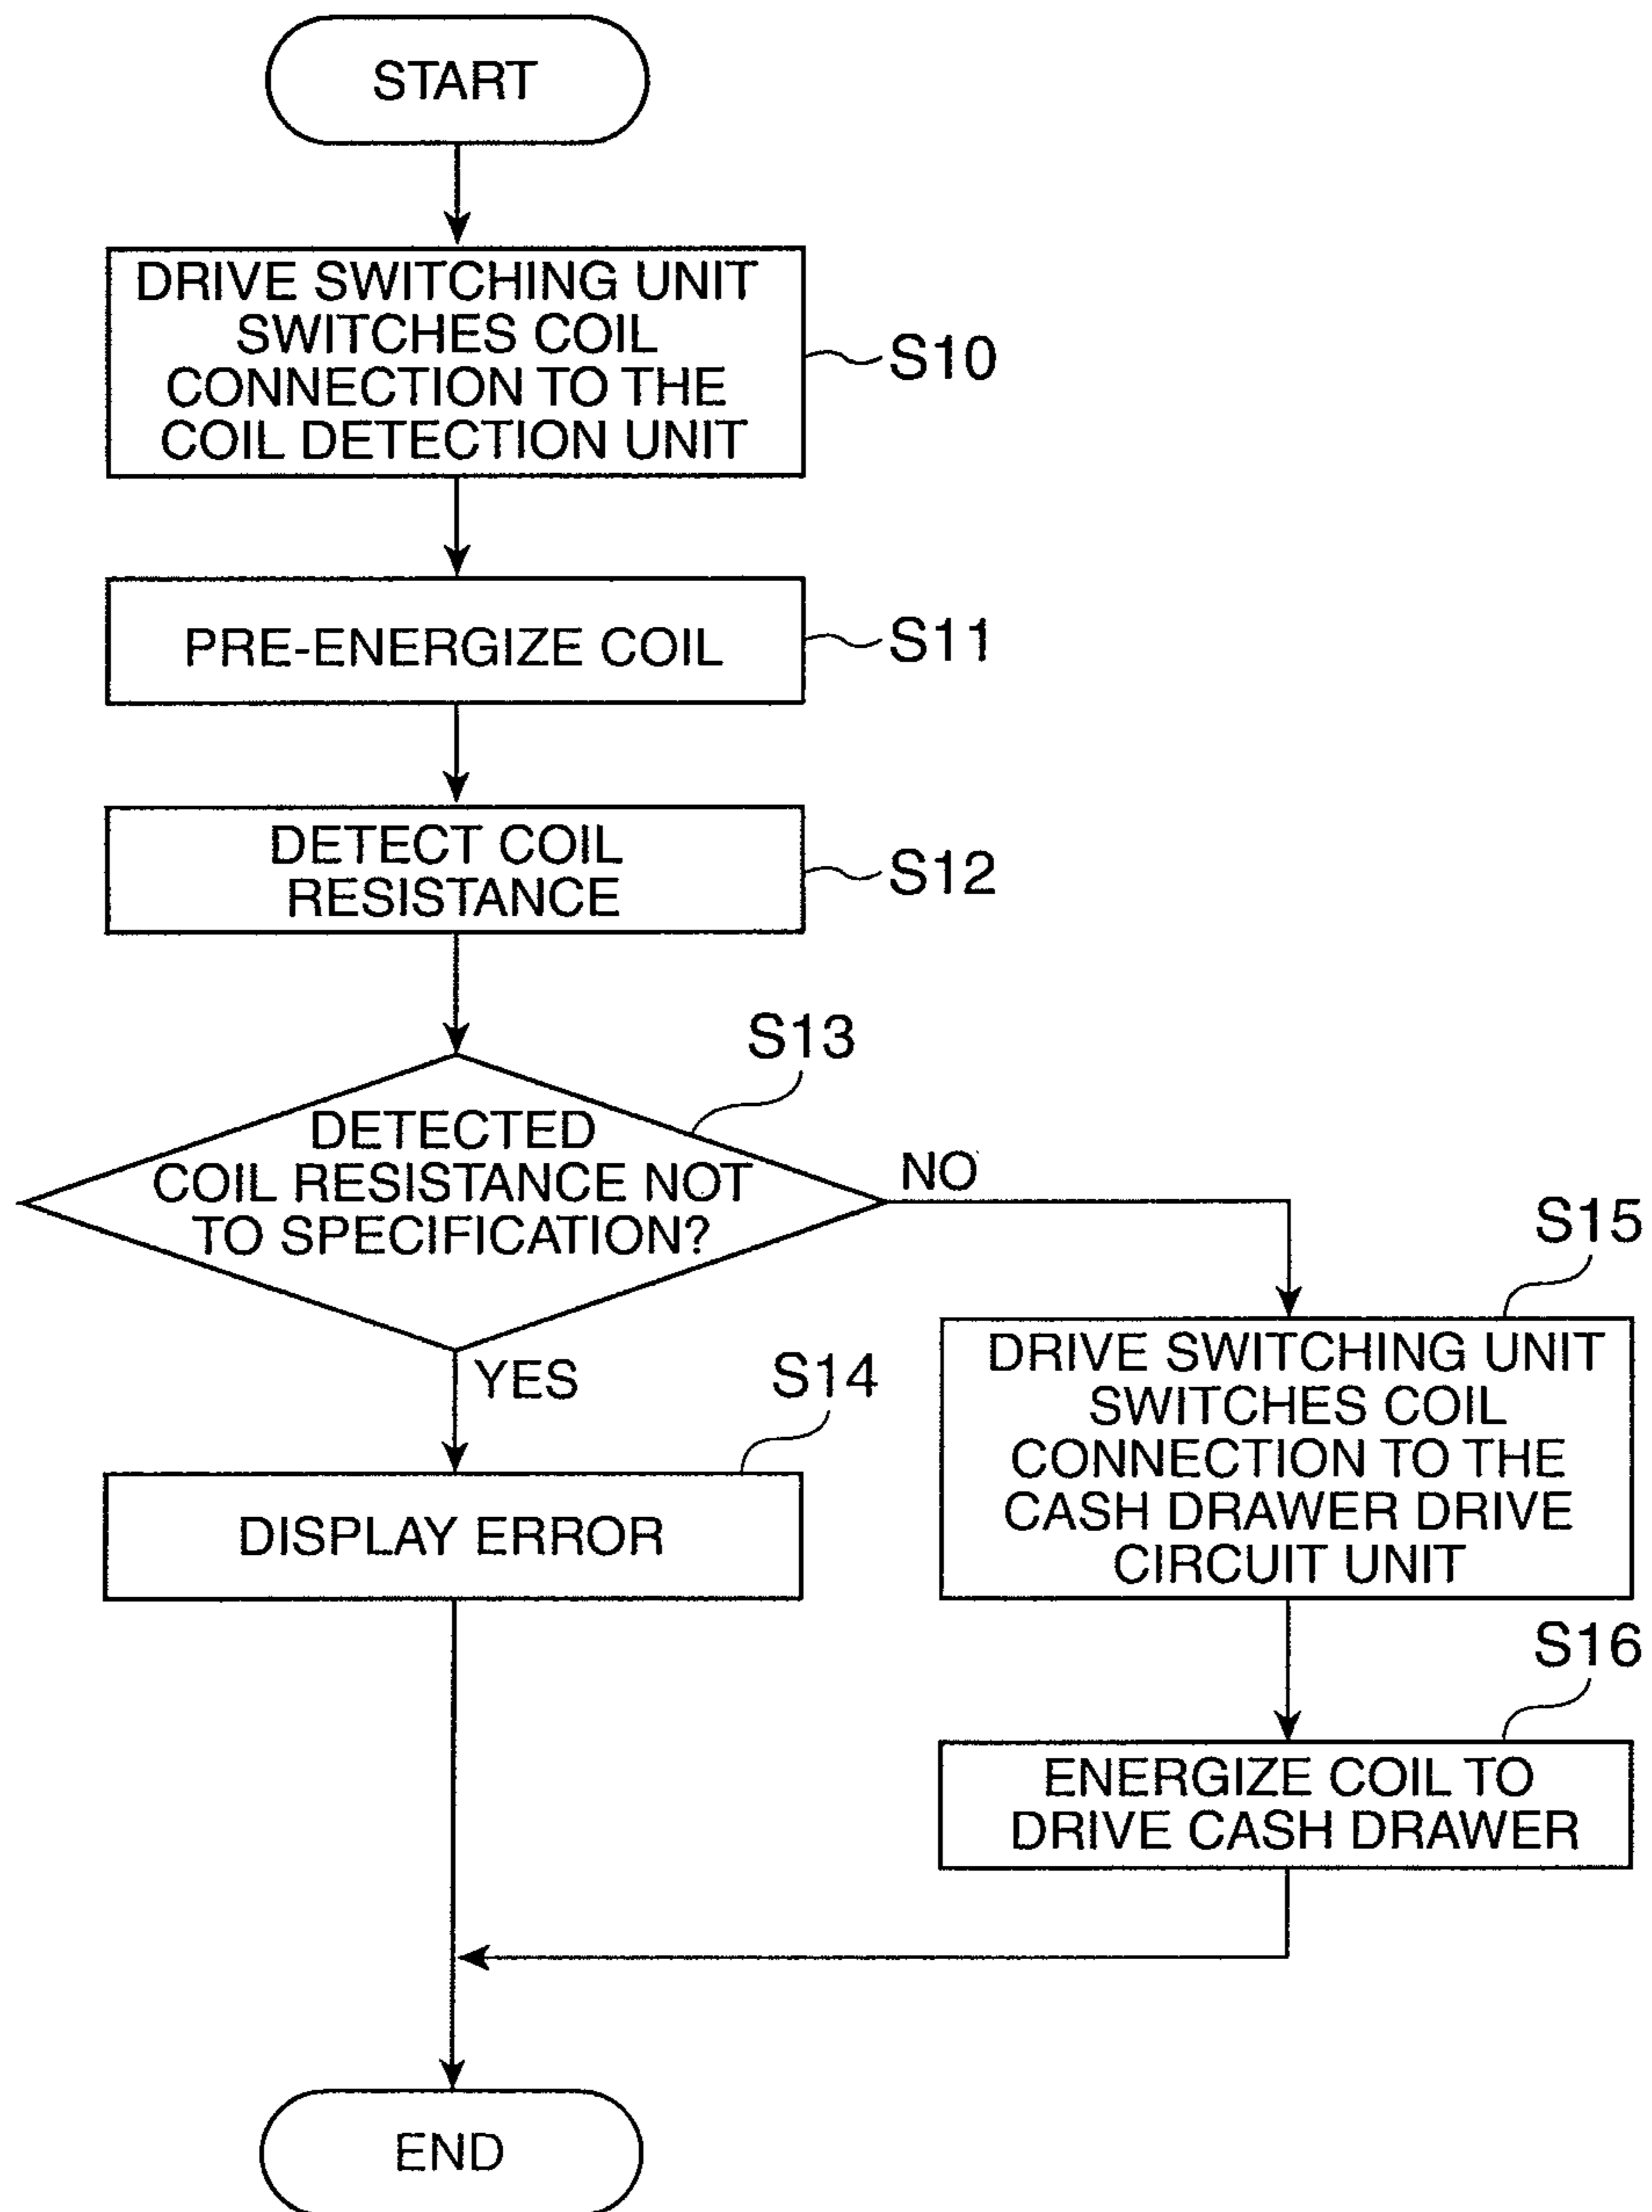 START
DRIVE SWITCHING UNIT
SWITCHES COIL
CONNECTION TO THE
COIL DETECTION UNIT
S10
PRE-ENERGIZE COIL
S11
DETECT COIL
RESISTANCE
S12
S13
DETECTED
COIL RESISTANCE NOT
TO SPECIFICATION?
NO
YES
S14
DISPLAY ERROR
S15
DRIVE SWITCHING UNIT
SWITCHES COIL
CONNECTION TO THE
CASH DRAWER DRIVE
CIRCUIT UNIT
S16
ENERGIZE COIL TO
DRIVE CASH DRAWER
END